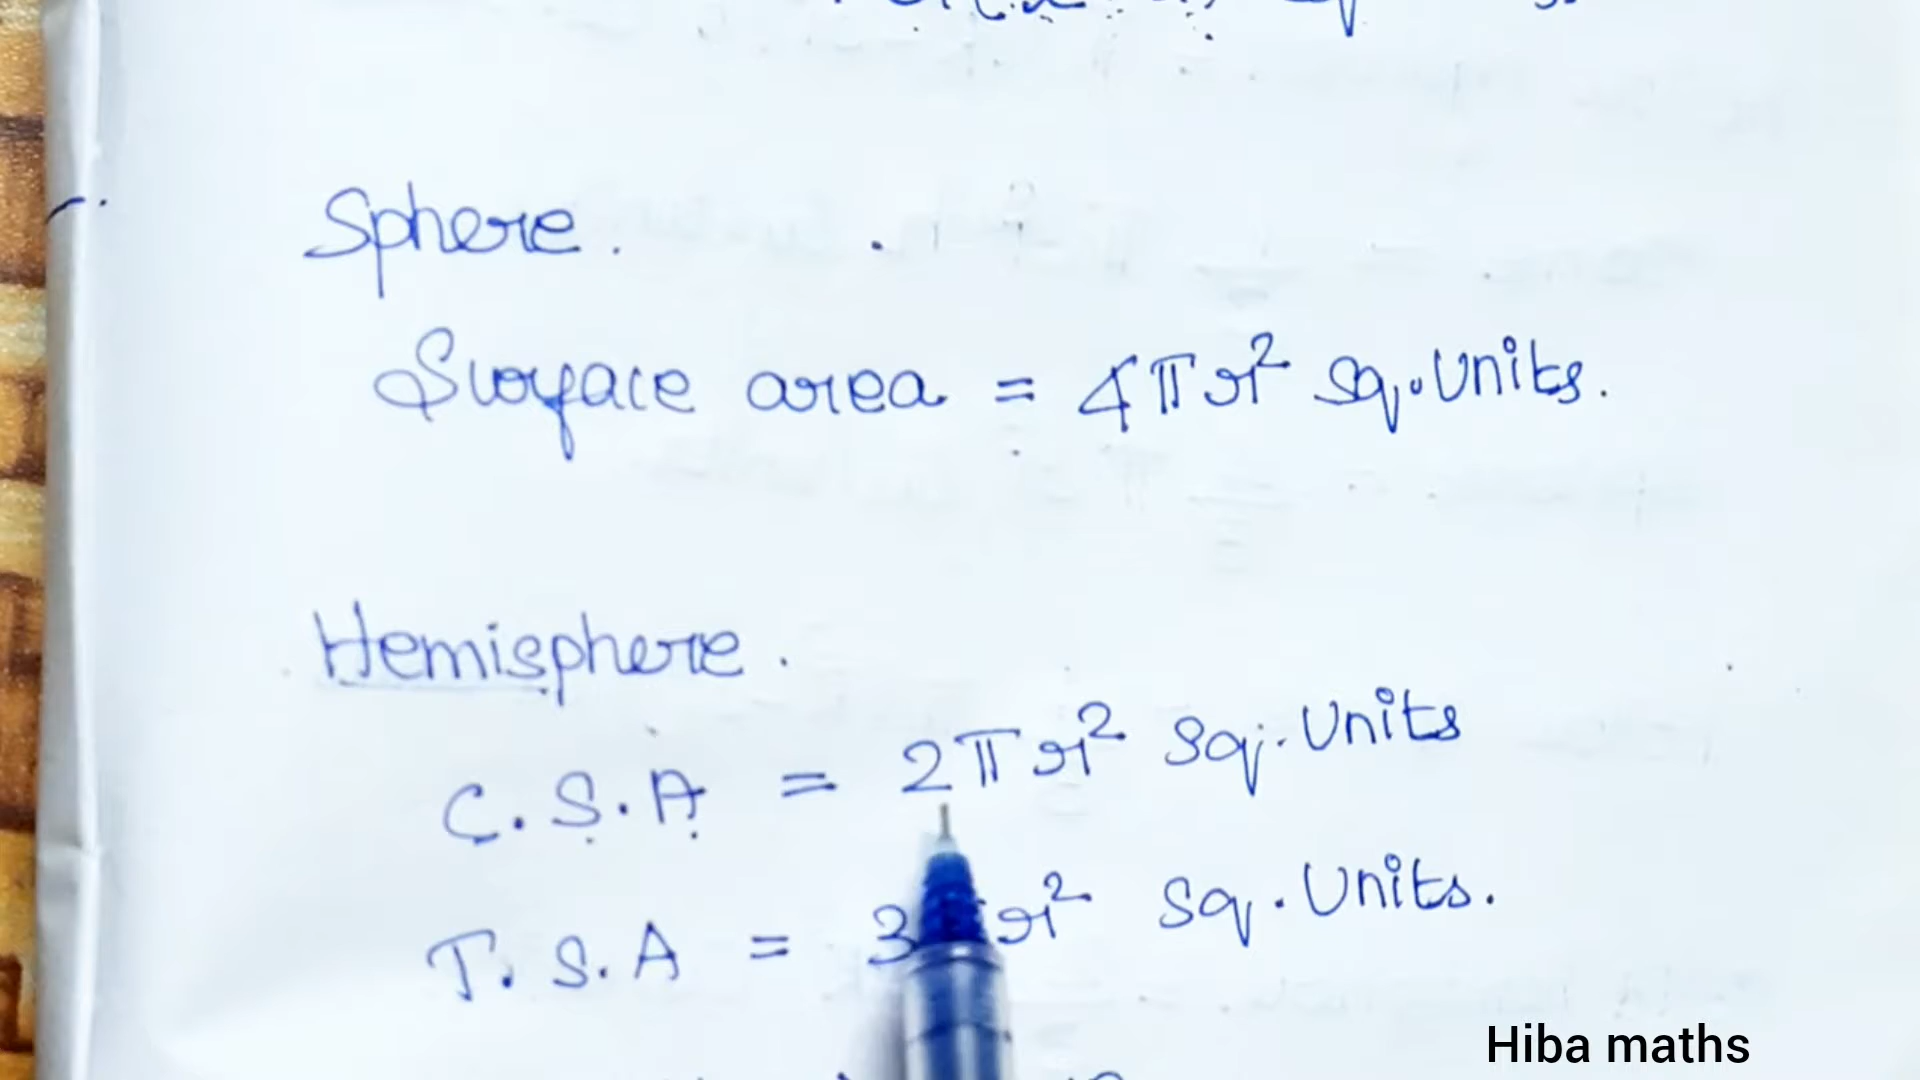 Sphere.
Surface area = 4πr² sq.units.
Hemisphere.
C.S.A = 2πr² sq.units
T.S.A = 3 r² sq.units.
Hiba maths